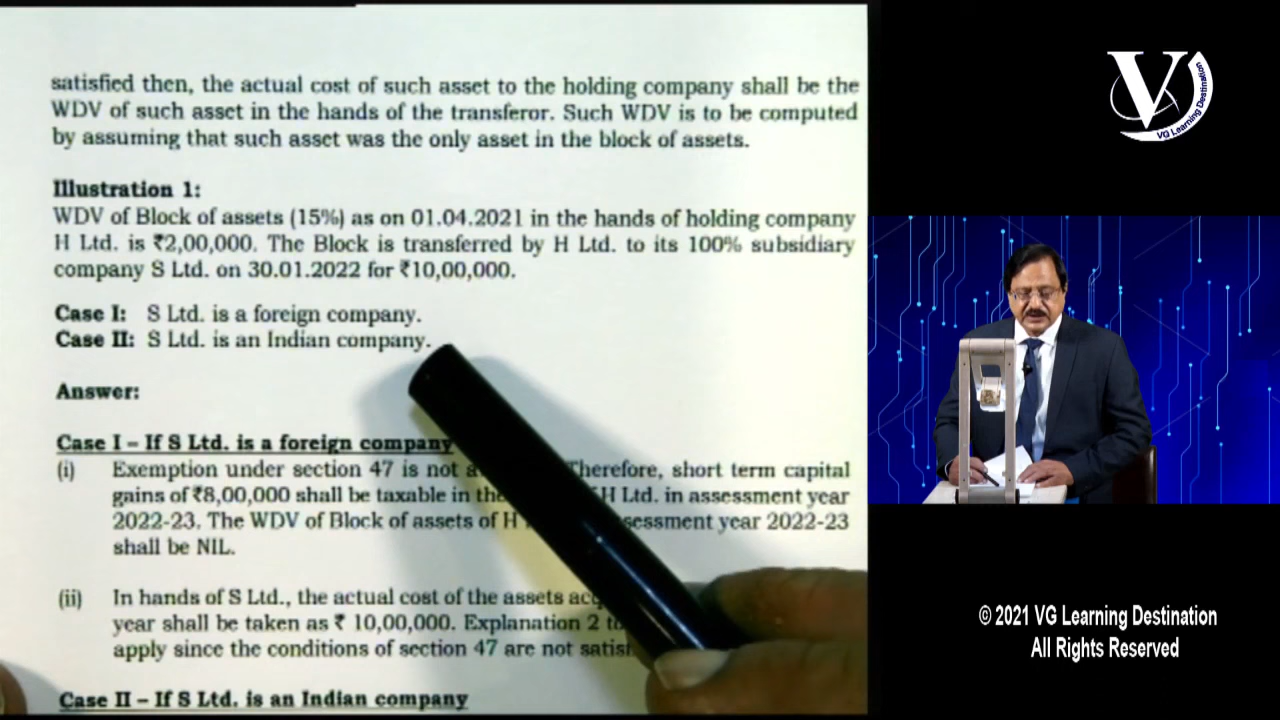 satisfied then, the actual cost of such asset to the holding company shall be the
WDV of such asset in the hands of the transferor. Such WDV is to be computed
by assuming that such asset was the only asset in the block of assets.
Illustration 1:
WDV of Block of assets (15%) as on 01.04.2021 in the hands of holding company
H Ltd. is ₹2,00,000. The Block is transferred by H Ltd. to its 100% subsidiary
company S Ltd. on 30.01.2022 for ₹10,00,000.
Case I: S Ltd. is a foreign company.
Case II: S Ltd. is an Indian company.
Answer:
Case I – If S Ltd. is a foreign company
(i) Exemption under section 47 is not Therefore, short term capital
gains of ₹8,00,000 shall be taxable in the H Ltd. in assessment year
2022-23. The WDV of Block of assets of H year 2022-23
shall be NIL.
(ii) In hands of S Ltd., the actual cost of the assets
year shall be taken as ₹ 10,00,000. Explanation 2
apply since the conditions of section 47 are not
Case II – If S Ltd. is an Indian company
V
VG Learning Destination
© 2021 VG Learning Destination
All Rights Reserved